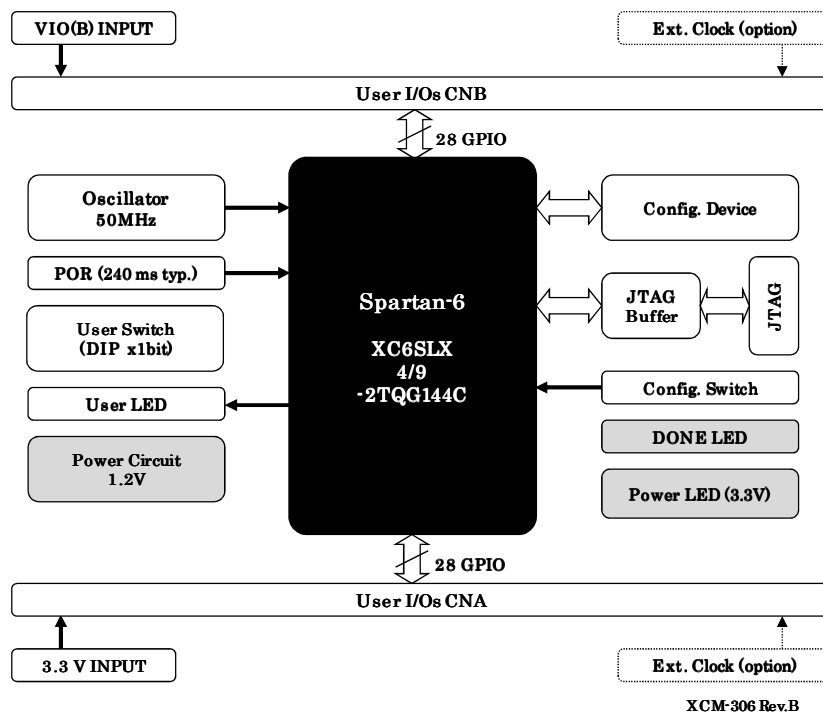 VIO(B) INPUT
Ext. Clock (option)
User I/Os CNB
28 GPIO
Oscillator
50MHz
POR (240 ms typ.)
User Switch
(DIP x1bit)
User LED
Power Circuit
1.2V
Spartan-6
XC6SLX
4/9
-2TQG144C
Config. Device
JTAG
Buffer
JTAG
Config. Switch
DONE LED
Power LED (3.3V)
28 GPIO
User I/Os CNA
3.3 V INPUT
Ext. Clock (option)
XCM-306 Rev.B